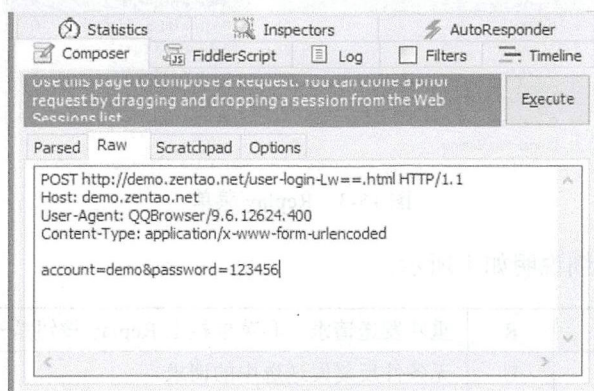 Statistics Inspectors AutoResponder
Composer FiddlerScript Log Filters Timeline
Use this page to compose a Request. You can clone a prior
request by dragging and dropping a session from the Web
Sessions list.
Execute
Parsed Raw Scratchpad Options
POST http://demo.zentao.net/user-login-Lw==.html HTTP/1.1
Host: demo.zentao.net
User-Agent: QQBrowser/9.6.12624.400
Content-Type: application/x-www-form-urlencoded
account=demo&password=123456